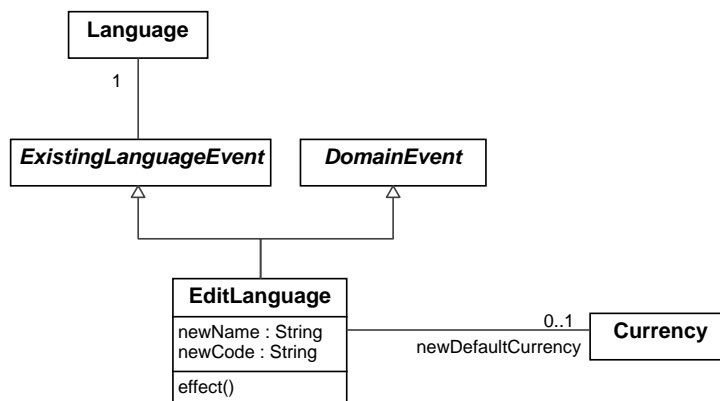 Language
1
ExistingLanguageEvent
DomainEvent
EditLanguage
newName : String
newCode : String
effect()
0..1
newDefaultCurrency
Currency